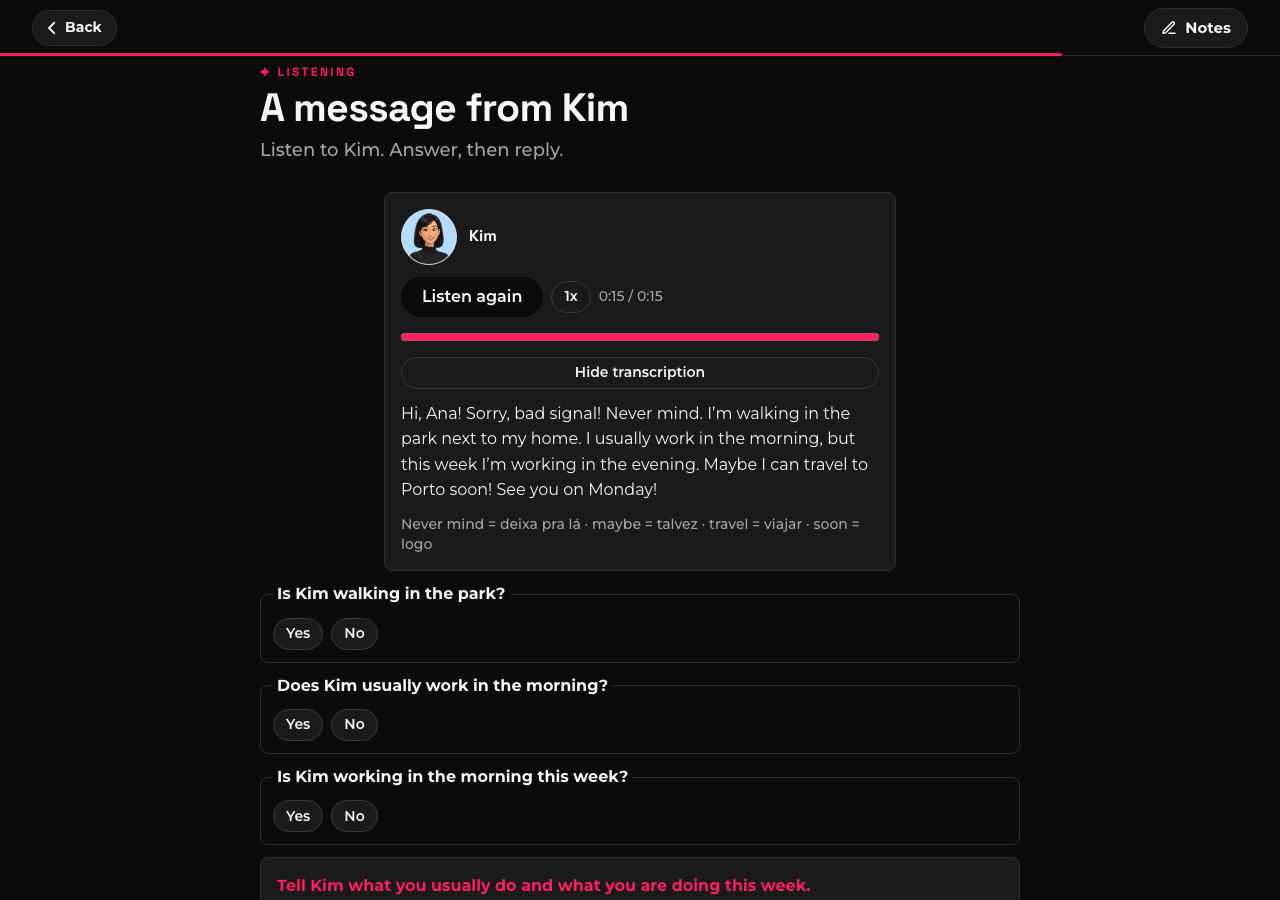 Back
Notes
LISTENING
A message from Kim
Listen to Kim. Answer, then reply.
Kim
Listen again
1x
0:15 / 0:15
Hide transcription
Hi, Ana! Sorry, bad signal! Never mind. I’m walking in the
park next to my home. I usually work in the morning, but
this week I’m working in the evening. Maybe I can travel to
Porto soon! See you on Monday!
Never mind = deixa pra lá · maybe = talvez · travel = viajar · soon =
logo
Is Kim walking in the park?
Yes
No
Does Kim usually work in the morning?
Yes
No
Is Kim working in the morning this week?
Yes
No
Tell Kim what you usually do and what you are doing this week.